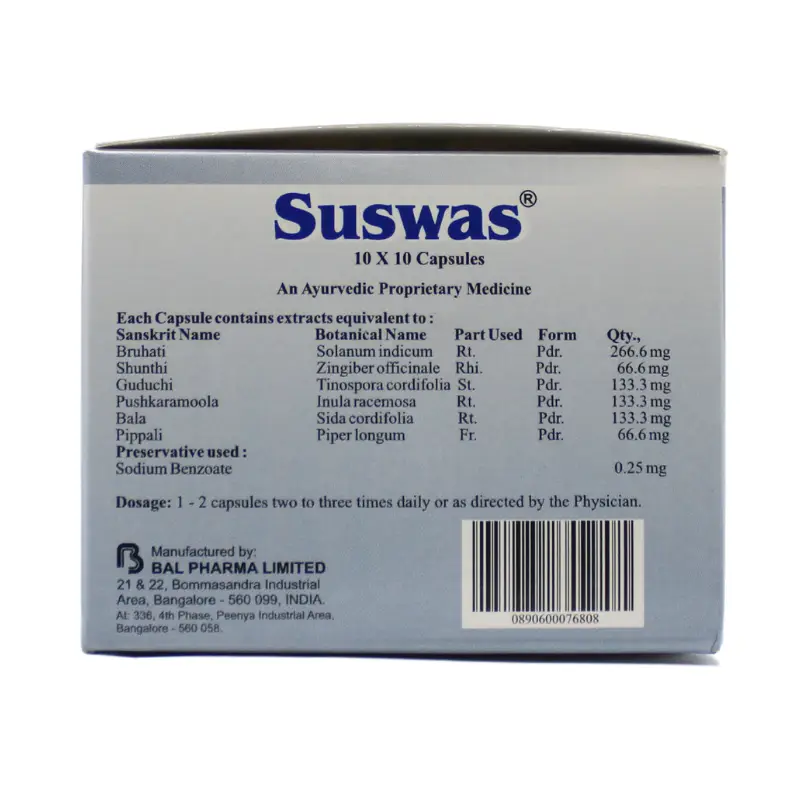 Suswas®
10 X 10 Capsules
An Ayurvedic Proprietary Medicine
Each Capsule contains extracts equivalent to :
Sanskrit Name Botanical Name Part Used Form Qty.,
Bruhati Solanum indicum Rt. Pdr. 266.6 mg
Shunthi Zingiber officinale Rhi. Pdr. 66.6 mg
Guduchi Tinospora cordifolia St. Pdr. 133.3 mg
Pushkaramoola Inula racemosa Rt. Pdr. 133.3 mg
Bala Sida cordifolia Rt. Pdr. 133.3 mg
Pippali Piper longum Fr. Pdr. 66.6 mg
Preservative used :
Sodium Benzoate 0.25 mg
Dosage: 1 - 2 capsules two to three times daily or as directed by the Physician.
Manufactured by:
BAL PHARMA LIMITED
21 & 22, Bommasandra Industrial
Area, Bangalore - 560 099, INDIA.
At: 336, 4th Phase, Peenya Industrial Area,
Bangalore - 560 058.
0890600076808